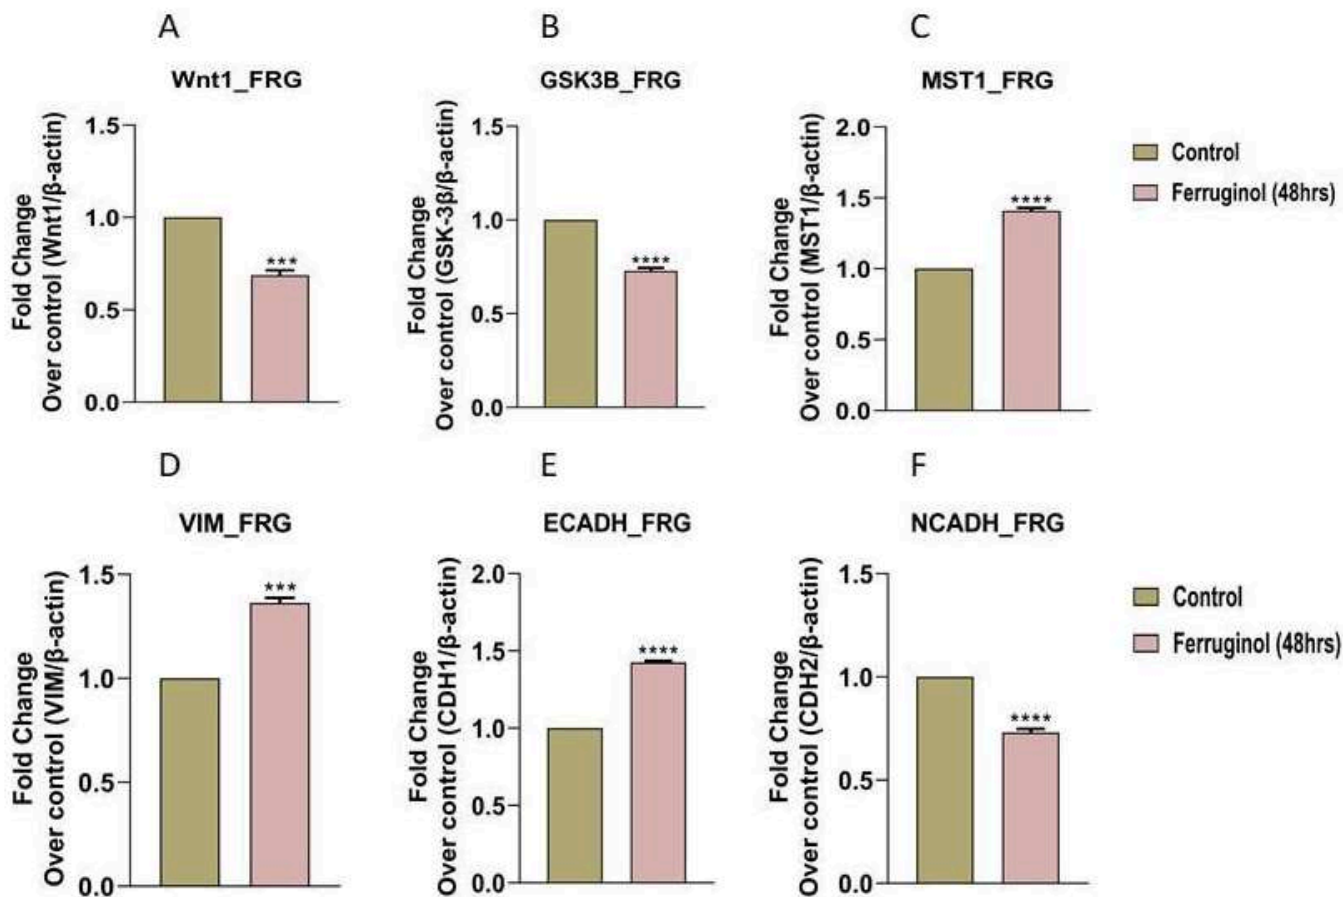 A
B
C
Wnt1_FRG
GSK3B_FRG
MST1_FRG
Fold Change
Over control (Wnt1/β-actin)
1.5
1.0
0.5
0.0
***
Fold Change
Over control (GSK-3β/β-actin)
1.5
1.0
0.5
0.0
****
Fold Change
Over control (MST1/β-actin)
2.0
1.5
1.0
0.5
0.0
****
Control
Ferruginol (48hrs)
D
E
F
VIM_FRG
ECADH_FRG
NCADH_FRG
Fold Change
Over control (VIM/β-actin)
1.5
1.0
0.5
0.0
***
Fold Change
Over control (CDH1/β-actin)
2.0
1.5
1.0
0.5
0.0
****
Fold Change
Over control (CDH2/β-actin)
1.5
1.0
0.5
0.0
****
Control
Ferruginol (48hrs)